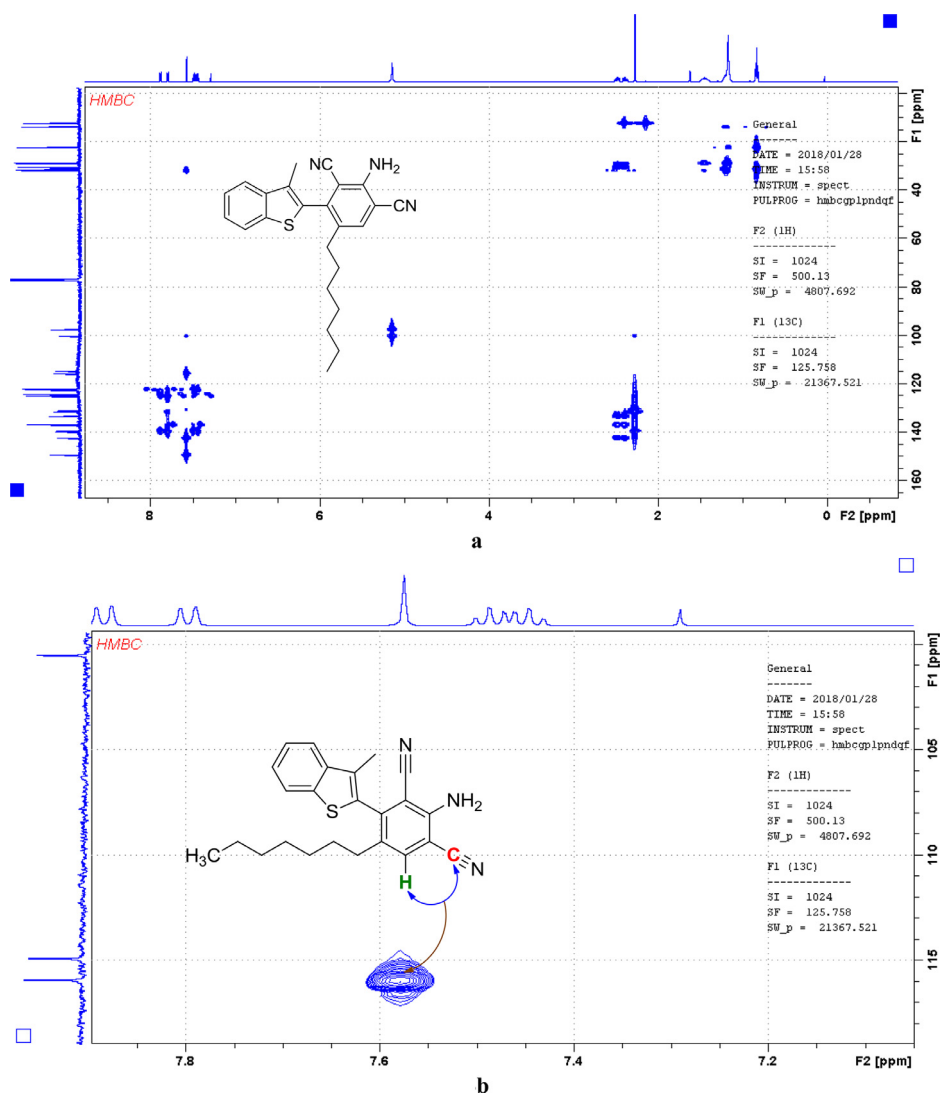 HMBC
F1 [ppm]
General
-------
DATE = 2018/01/28
TIME = 15:58
INSTRUM = spect
PULPROG = hmbcgplpndqf
F2 (1H)
--------------
SI = 1024
SF = 500.13
SW_p = 4807.692
F1 (13C)
--------------
SI = 1024
SF = 125.758
SW_p = 21367.521
NC
NH2
CN
S
40
60
80
100
120
140
160
8
6
4
2
0
F2 [ppm]
a
HMBC
F1 [ppm]
General
-------
DATE = 2018/01/28
TIME = 15:58
INSTRUM = spect
PULPROG = hmbcgplpndqf
F2 (1H)
--------------
SI = 1024
SF = 500.13
SW_p = 4807.692
F1 (13C)
--------------
SI = 1024
SF = 125.758
SW_p = 21367.521
N
NH2
S
H3C
C
N
H
105
110
115
7.8
7.6
7.4
7.2
F2 [ppm]
b